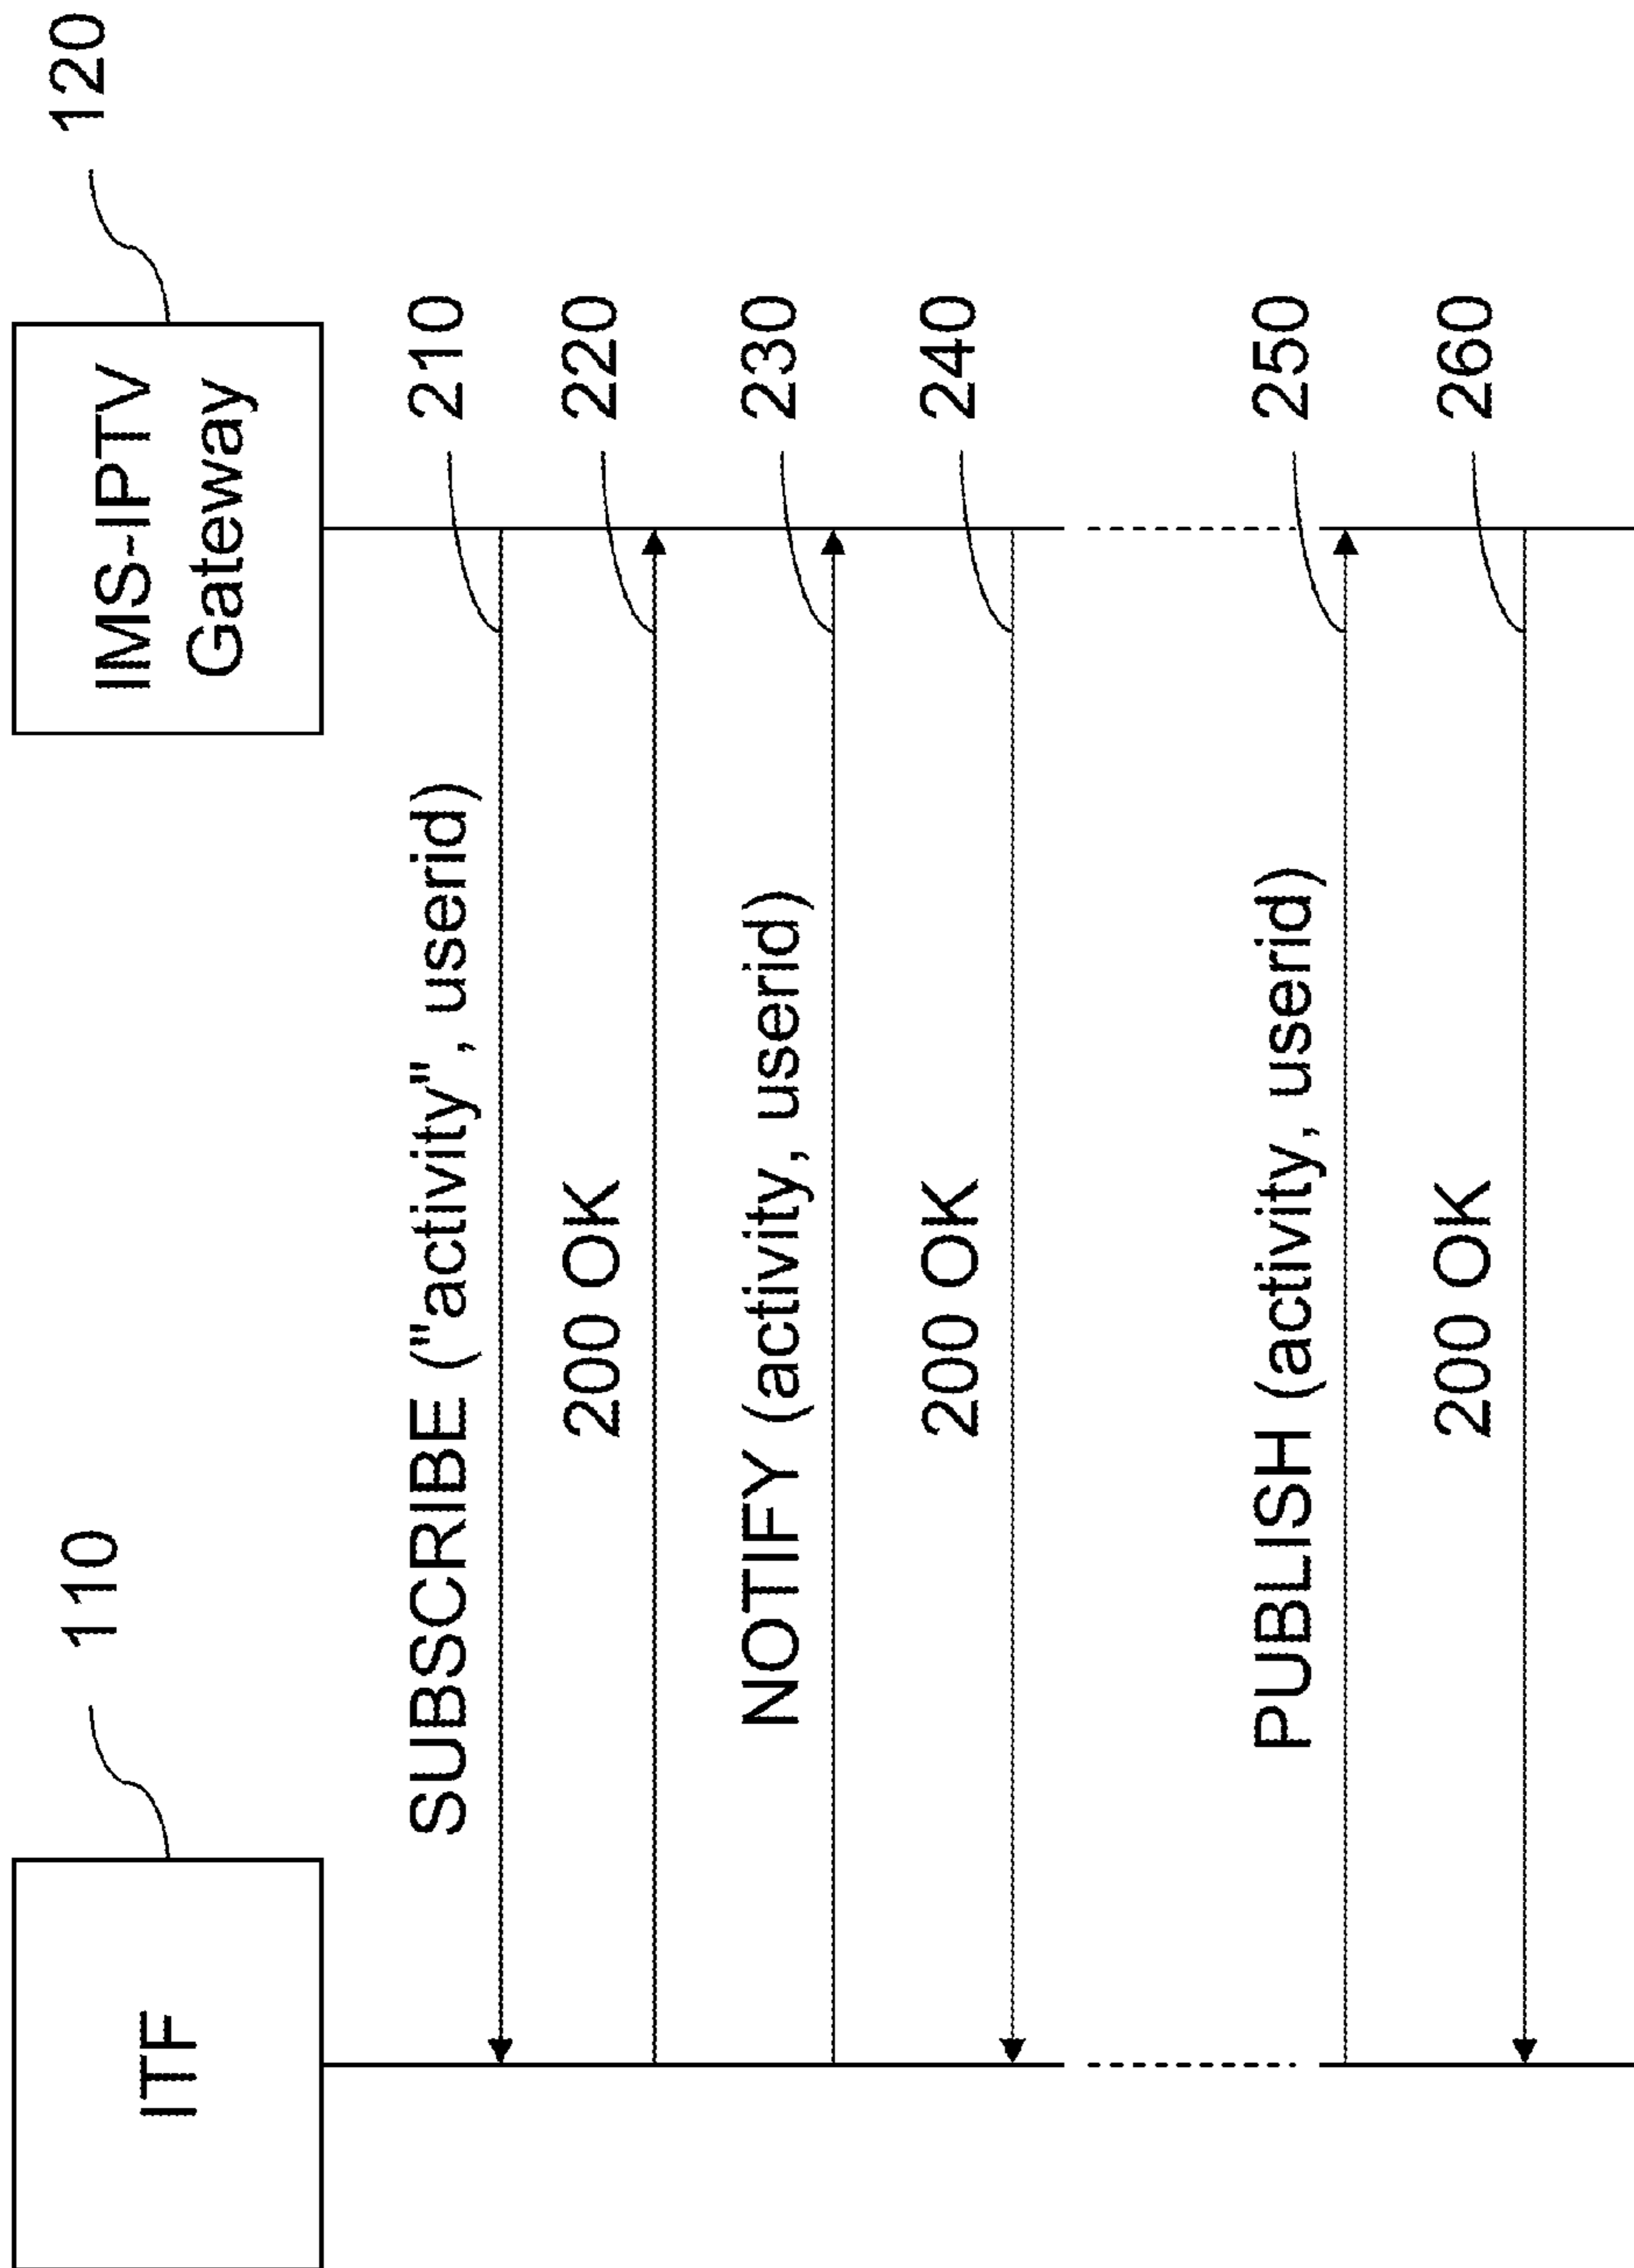 ITF
110
IMS-IPTV
Gateway
120
SUBSCRIBE ("activity", userid)
210
200 OK
220
NOTIFY (activity, userid)
230
200 OK
240
PUBLISH (activity, userid)
250
200 OK
260